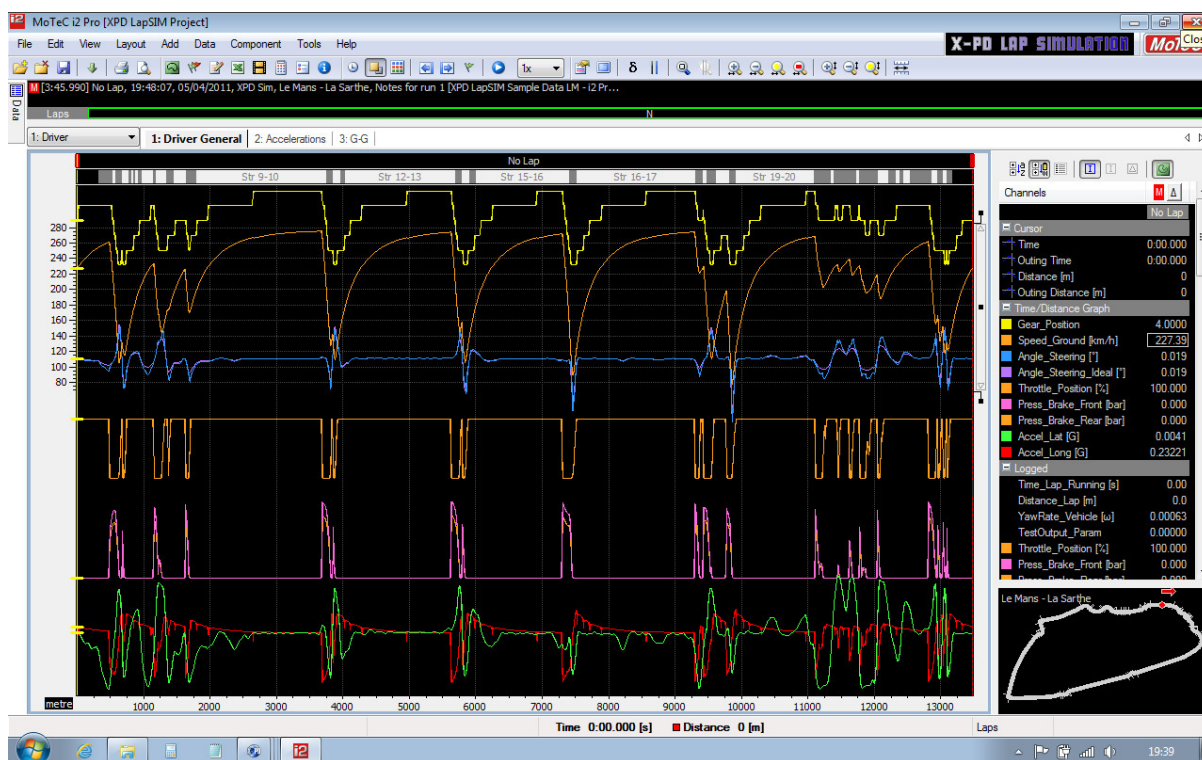 MoTeC i2 Pro [XPD LapSIM Project]
File Edit View Layout Add Data Component Tools Help
X-PD LAP SIMULATION
Clos
1x
Data
M [3:45.990] No Lap, 19:48:07, 05/04/2011, XPD Sim, Le Mans - La Sarthe, Notes for run 1 [XPD LapSIM Sample Data LM - i2 Pr...
Laps N
1: Driver 1: Driver General 2: Accelerations 3: G-G
No Lap
Str 9-10 Str 12-13 Str 15-16 Str 16-17 Str 19-20
280
260
240
220
200
180
160
140
120
100
80
metre 1000 2000 3000 4000 5000 6000 7000 8000 9000 10000 11000 12000 13000
Channels M Δ
No Lap
Cursor
Time 0:00.000
Outing Time 0:00.000
Distance [m] 0
Outing Distance [m] 0
Time/Distance Graph
Gear_Position 4.0000
Speed_Ground [km/h] 227.39
Angle_Steering [°] 0.019
Angle_Steering_Ideal [°] 0.019
Throttle_Position [%] 100.000
Press_Brake_Front [bar] 0.000
Press_Brake_Rear [bar] 0.000
Accel_Lat [G] 0.0041
Accel_Long [G] 0.23221
Logged
Time_Lap_Running [s] 0.00
Distance_Lap [m] 0.0
YawRate_Vehicle [ω] 0.00063
TestOutput_Param 0.00000
Throttle_Position [%] 100.000
Press_Brake_Front [bar] 0.000
Le Mans - La Sarthe
Time 0:00.000 [s] Distance 0 [m] Laps
i2
19:39